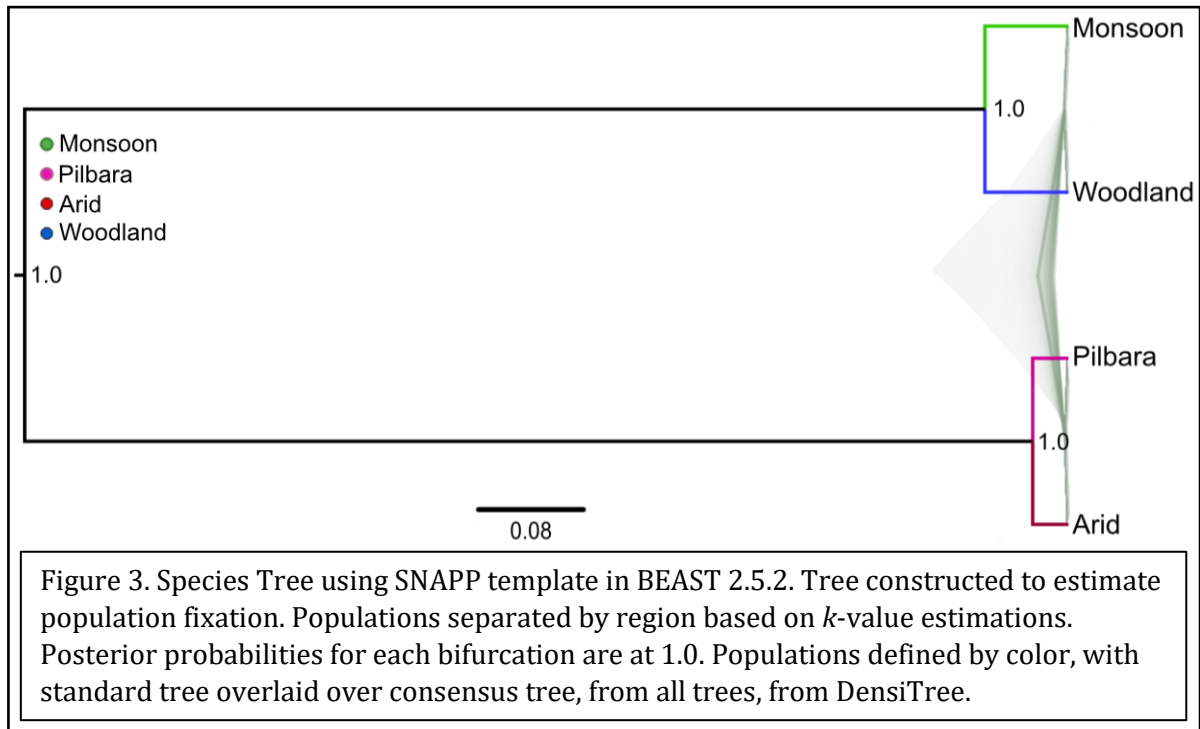 Monsoon
1.0
Monsoon
Pilbara
Arid
Woodland
Woodland
1.0
Pilbara
1.0
Arid
0.08
Figure 3. Species Tree using SNAPP template in BEAST 2.5.2. Tree constructed to estimate
population fixation. Populations separated by region based on k-value estimations.
Posterior probabilities for each bifurcation are at 1.0. Populations defined by color, with
standard tree overlaid over consensus tree, from all trees, from DensiTree.